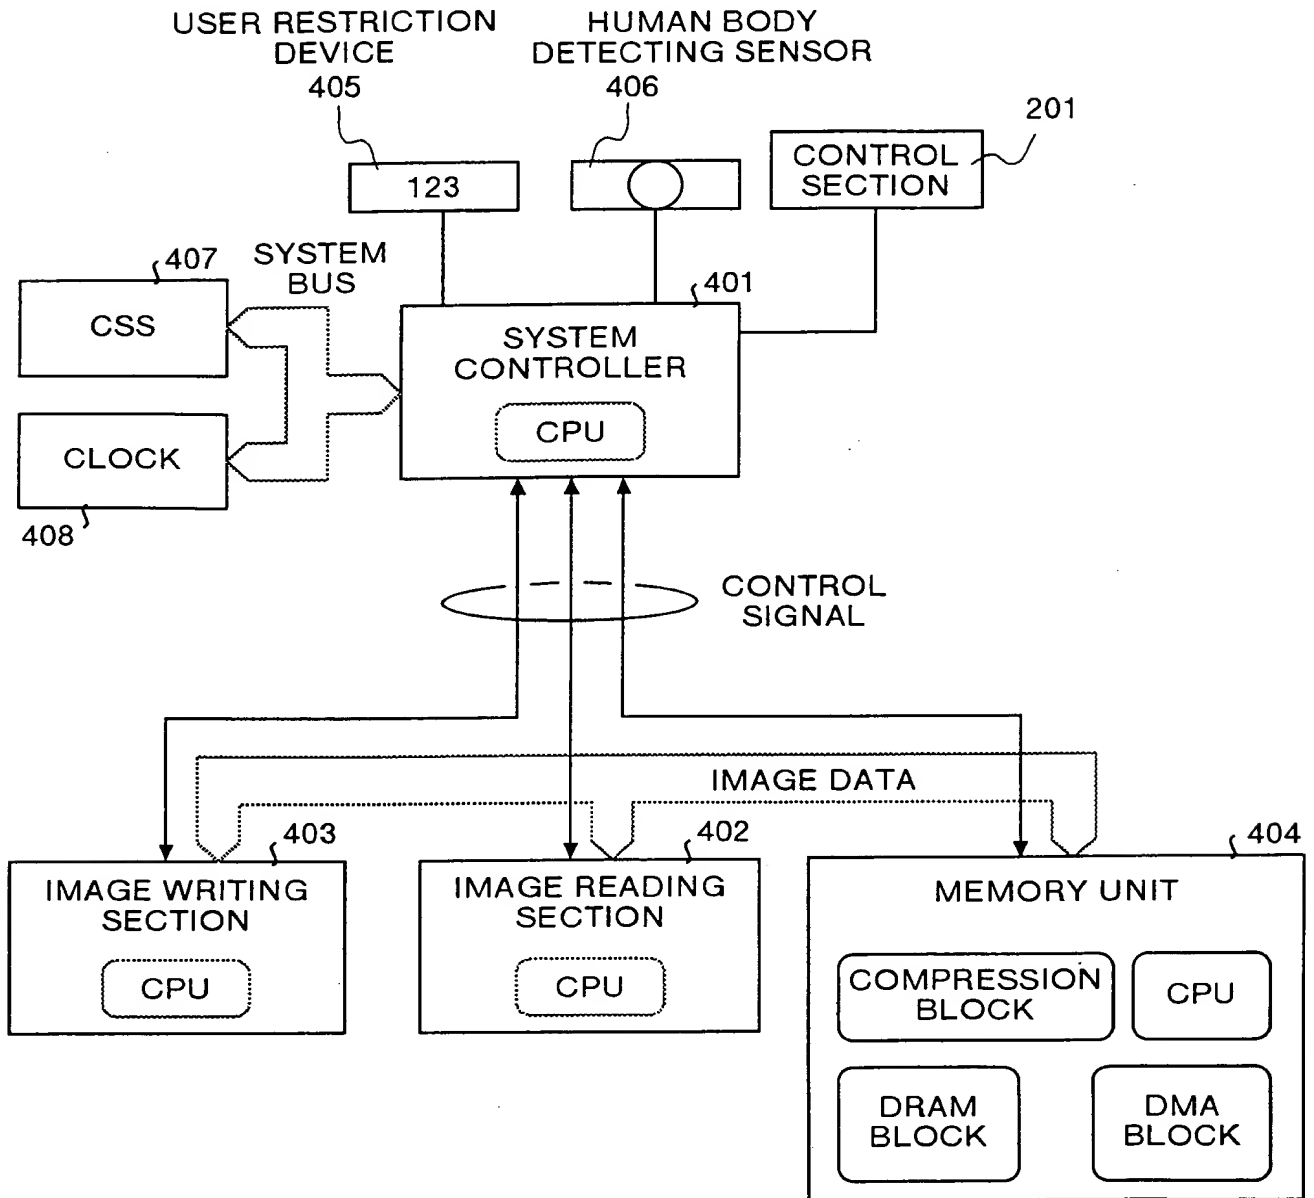 USER RESTRICTION
DEVICE
405
HUMAN BODY
DETECTING SENSOR
406
201
123
CONTROL
SECTION
407
SYSTEM
BUS
401
CSS
SYSTEM
CONTROLLER
CPU
CLOCK
408
CONTROL
SIGNAL
IMAGE DATA
403
402
404
IMAGE WRITING
SECTION
CPU
IMAGE READING
SECTION
CPU
MEMORY UNIT
COMPRESSION
BLOCK
CPU
DRAM
BLOCK
DMA
BLOCK